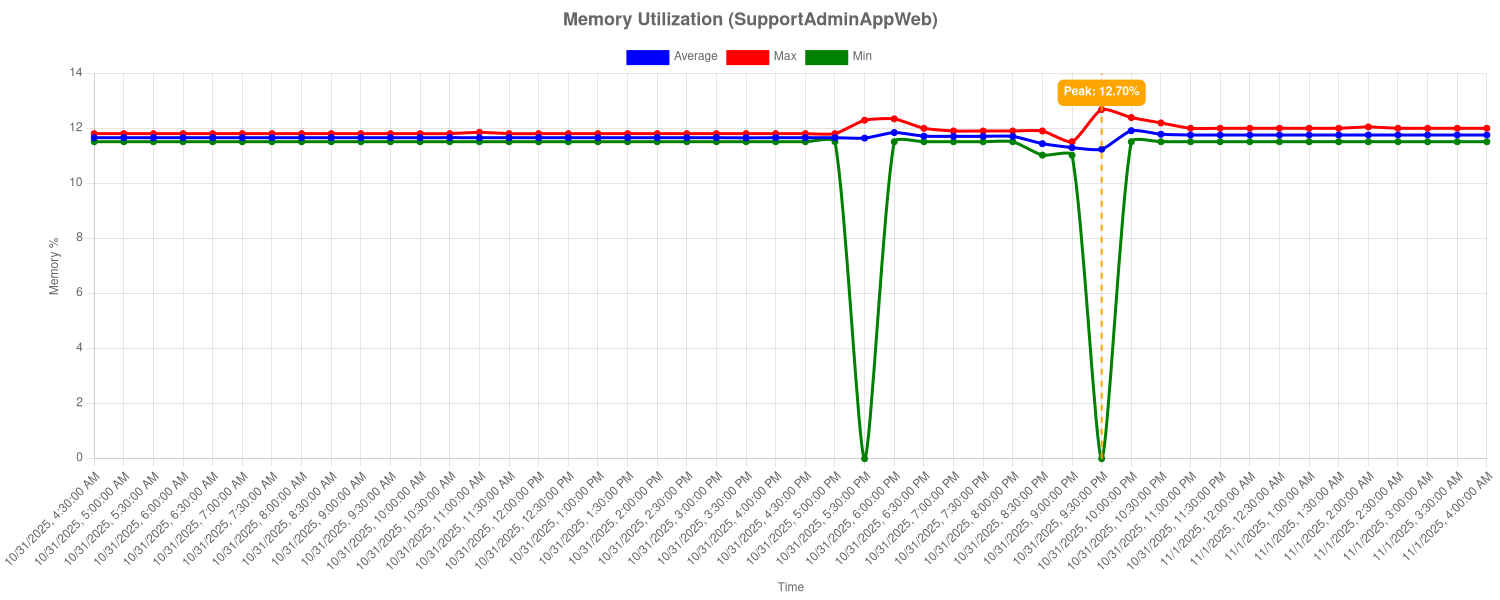 Memory Utilization (SupportAdminAppWeb)
Average Max Min
Peak: 12.70%
14
12
10
8
6
4
2
0
Memory %
10/31/2025, 4:30:00 AM
10/31/2025, 5:00:00 AM
10/31/2025, 5:30:00 AM
10/31/2025, 6:00:00 AM
10/31/2025, 6:30:00 AM
10/31/2025, 7:00:00 AM
10/31/2025, 7:30:00 AM
10/31/2025, 8:00:00 AM
10/31/2025, 8:30:00 AM
10/31/2025, 9:00:00 AM
10/31/2025, 9:30:00 AM
10/31/2025, 10:00:00 AM
10/31/2025, 10:30:00 AM
10/31/2025, 11:00:00 AM
10/31/2025, 11:30:00 AM
10/31/2025, 12:00:00 PM
10/31/2025, 12:30:00 PM
10/31/2025, 1:00:00 PM
10/31/2025, 1:30:00 PM
10/31/2025, 2:00:00 PM
10/31/2025, 2:30:00 PM
10/31/2025, 3:00:00 PM
10/31/2025, 3:30:00 PM
10/31/2025, 4:00:00 PM
10/31/2025, 4:30:00 PM
10/31/2025, 5:00:00 PM
10/31/2025, 5:30:00 PM
10/31/2025, 6:00:00 PM
10/31/2025, 6:30:00 PM
10/31/2025, 7:00:00 PM
10/31/2025, 7:30:00 PM
10/31/2025, 8:00:00 PM
10/31/2025, 8:30:00 PM
10/31/2025, 9:00:00 PM
10/31/2025, 9:30:00 PM
10/31/2025, 10:00:00 PM
10/31/2025, 10:30:00 PM
10/31/2025, 11:00:00 PM
10/31/2025, 11:30:00 PM
11/1/2025, 12:00:00 AM
11/1/2025, 12:30:00 AM
11/1/2025, 1:00:00 AM
11/1/2025, 1:30:00 AM
11/1/2025, 2:00:00 AM
11/1/2025, 2:30:00 AM
11/1/2025, 3:00:00 AM
11/1/2025, 3:30:00 AM
11/1/2025, 4:00:00 AM
Time